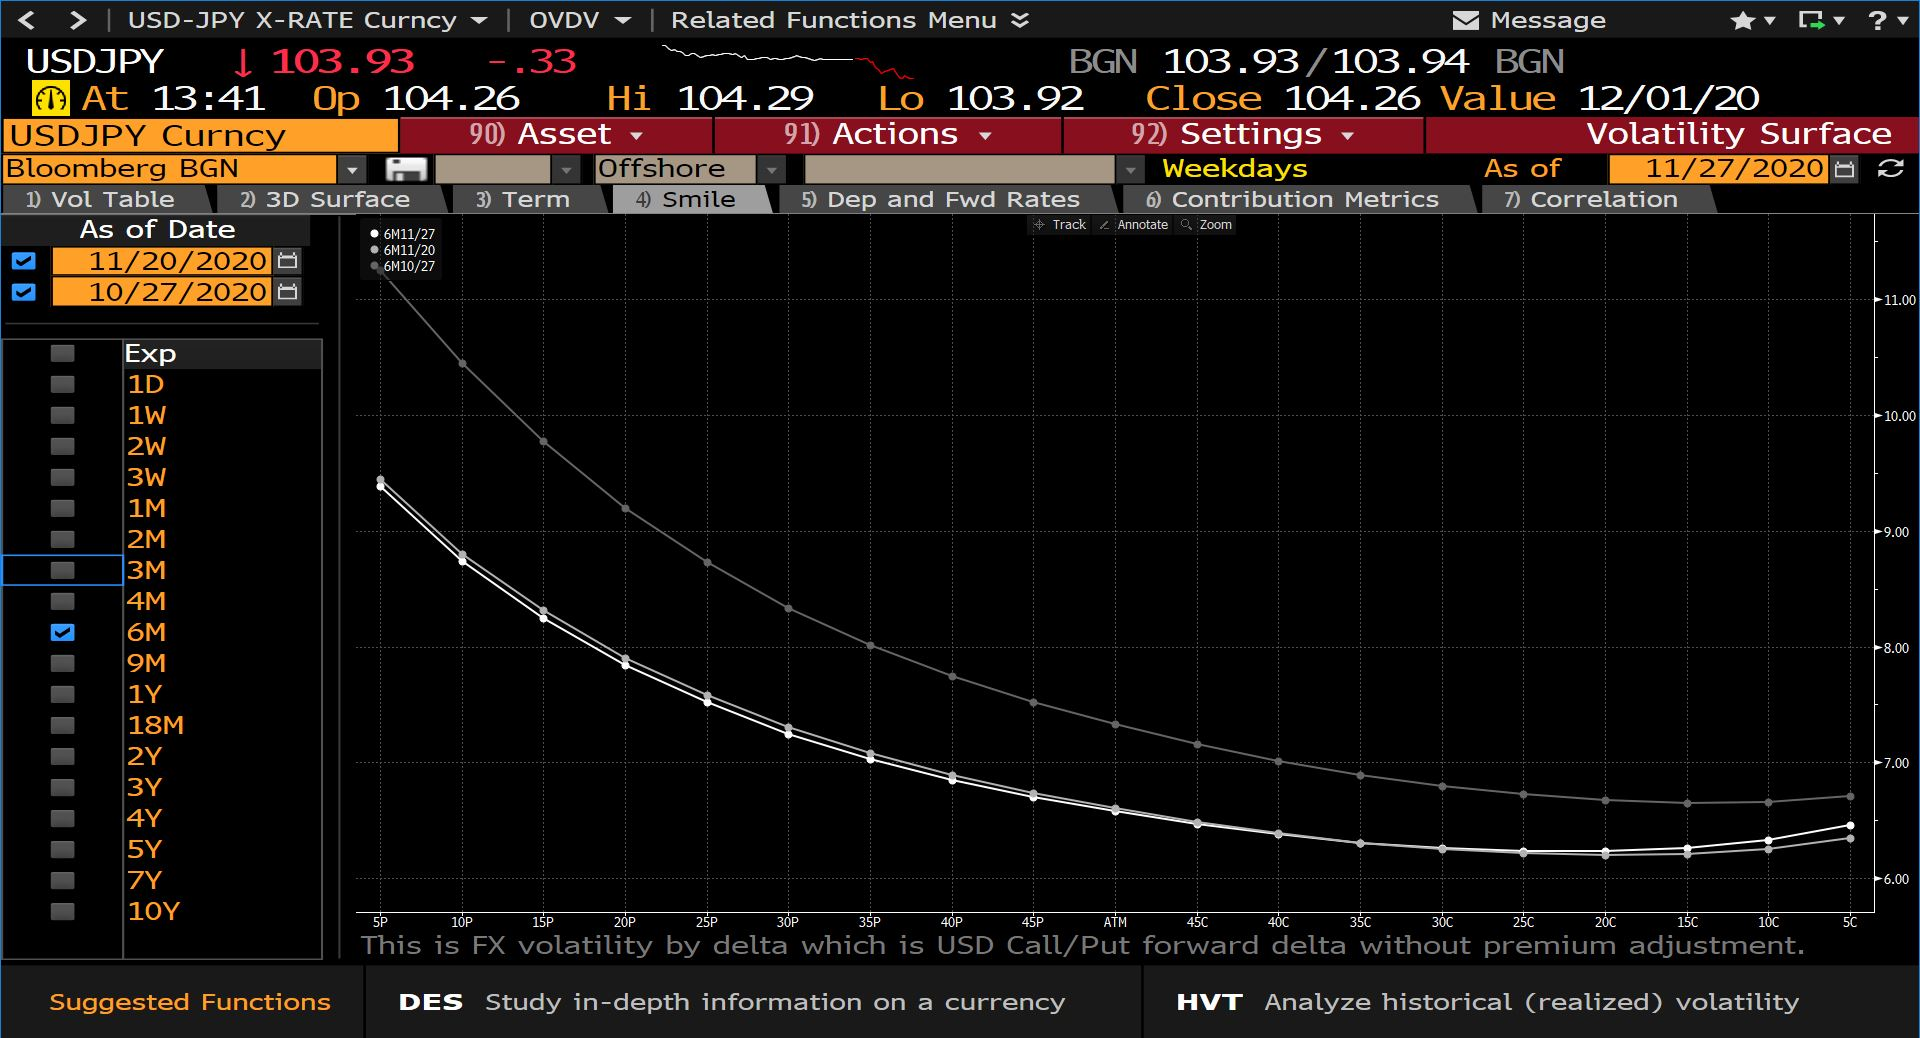 USD-JPY X-RATE Curncy OVDV Related Functions Menu Message ?
USDJPY ↓ 103.93 -.33 BGN 103.93/103.94 BGN
At 13:41 Op 104.26 Hi 104.29 Lo 103.92 Close 104.26 Value 12/01/20
USDJPY Curncy 90) Asset 91) Actions 92) Settings Volatility Surface
Bloomberg BGN Offshore Weekdays As of 11/27/2020
1) Vol Table 2) 3D Surface 3) Term 4) Smile 5) Dep and Fwd Rates 6) Contribution Metrics 7) Correlation
As of Date
11/20/2020
10/27/2020
Exp
1D
1W
2W
3W
1M
2M
3M
4M
6M
9M
1Y
18M
2Y
3Y
4Y
5Y
7Y
10Y
Track Annotate Zoom
6M11/27
6M11/20
6M10/27
11.00
10.00
9.00
8.00
7.00
6.00
5P 10P 15P 20P 25P 30P 35P 40P 45P ATM 45C 40C 35C 30C 25C 20C 15C 10C 5C
This is FX volatility by delta which is USD Call/Put forward delta without premium adjustment.
Suggested Functions DES Study in-depth information on a currency HVT Analyze historical (realized) volatility